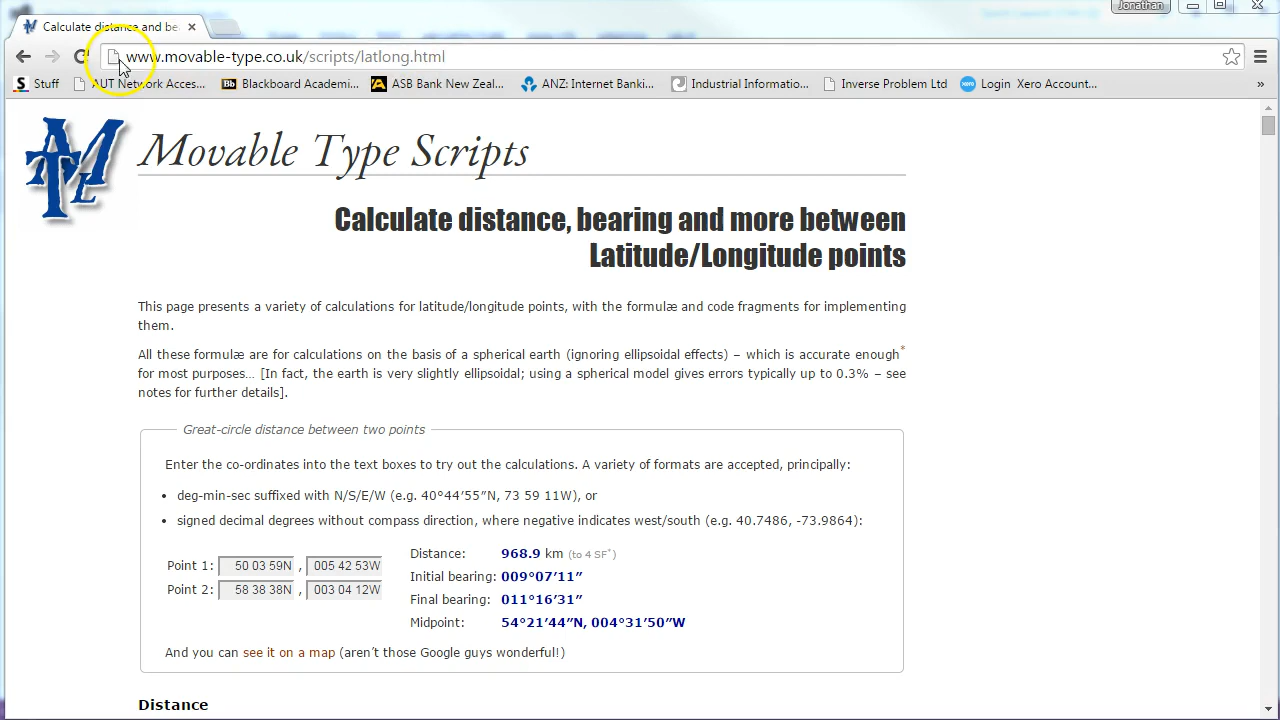 Jonathan
Calculate distance and be
www.movable-type.co.uk/scripts/latlong.html
S Stuff AUT Network Acces... Bb Blackboard Academi... ASB Bank New Zeal... ANZ: Internet Banki... Industrial Informatio... Inverse Problem Ltd xero Login Xero Account... »
Movable Type Scripts
Calculate distance, bearing and more between
Latitude/Longitude points
This page presents a variety of calculations for latitude/longitude points, with the formulæ and code fragments for implementing
them.
All these formulæ are for calculations on the basis of a spherical earth (ignoring ellipsoidal effects) – which is accurate enough*
for most purposes… [In fact, the earth is very slightly ellipsoidal; using a spherical model gives errors typically up to 0.3% – see
notes for further details].
Great-circle distance between two points
Enter the co-ordinates into the text boxes to try out the calculations. A variety of formats are accepted, principally:
• deg-min-sec suffixed with N/S/E/W (e.g. 40°44′55″N, 73 59 11W), or
• signed decimal degrees without compass direction, where negative indicates west/south (e.g. 40.7486, -73.9864):
Point 1: 50 03 59N , 005 42 53W
Point 2: 58 38 38N , 003 04 12W
Distance: 968.9 km (to 4 SF*)
Initial bearing: 009°07′11″
Final bearing: 011°16′31″
Midpoint: 54°21′44″N, 004°31′50″W
And you can see it on a map (aren’t those Google guys wonderful!)
Distance